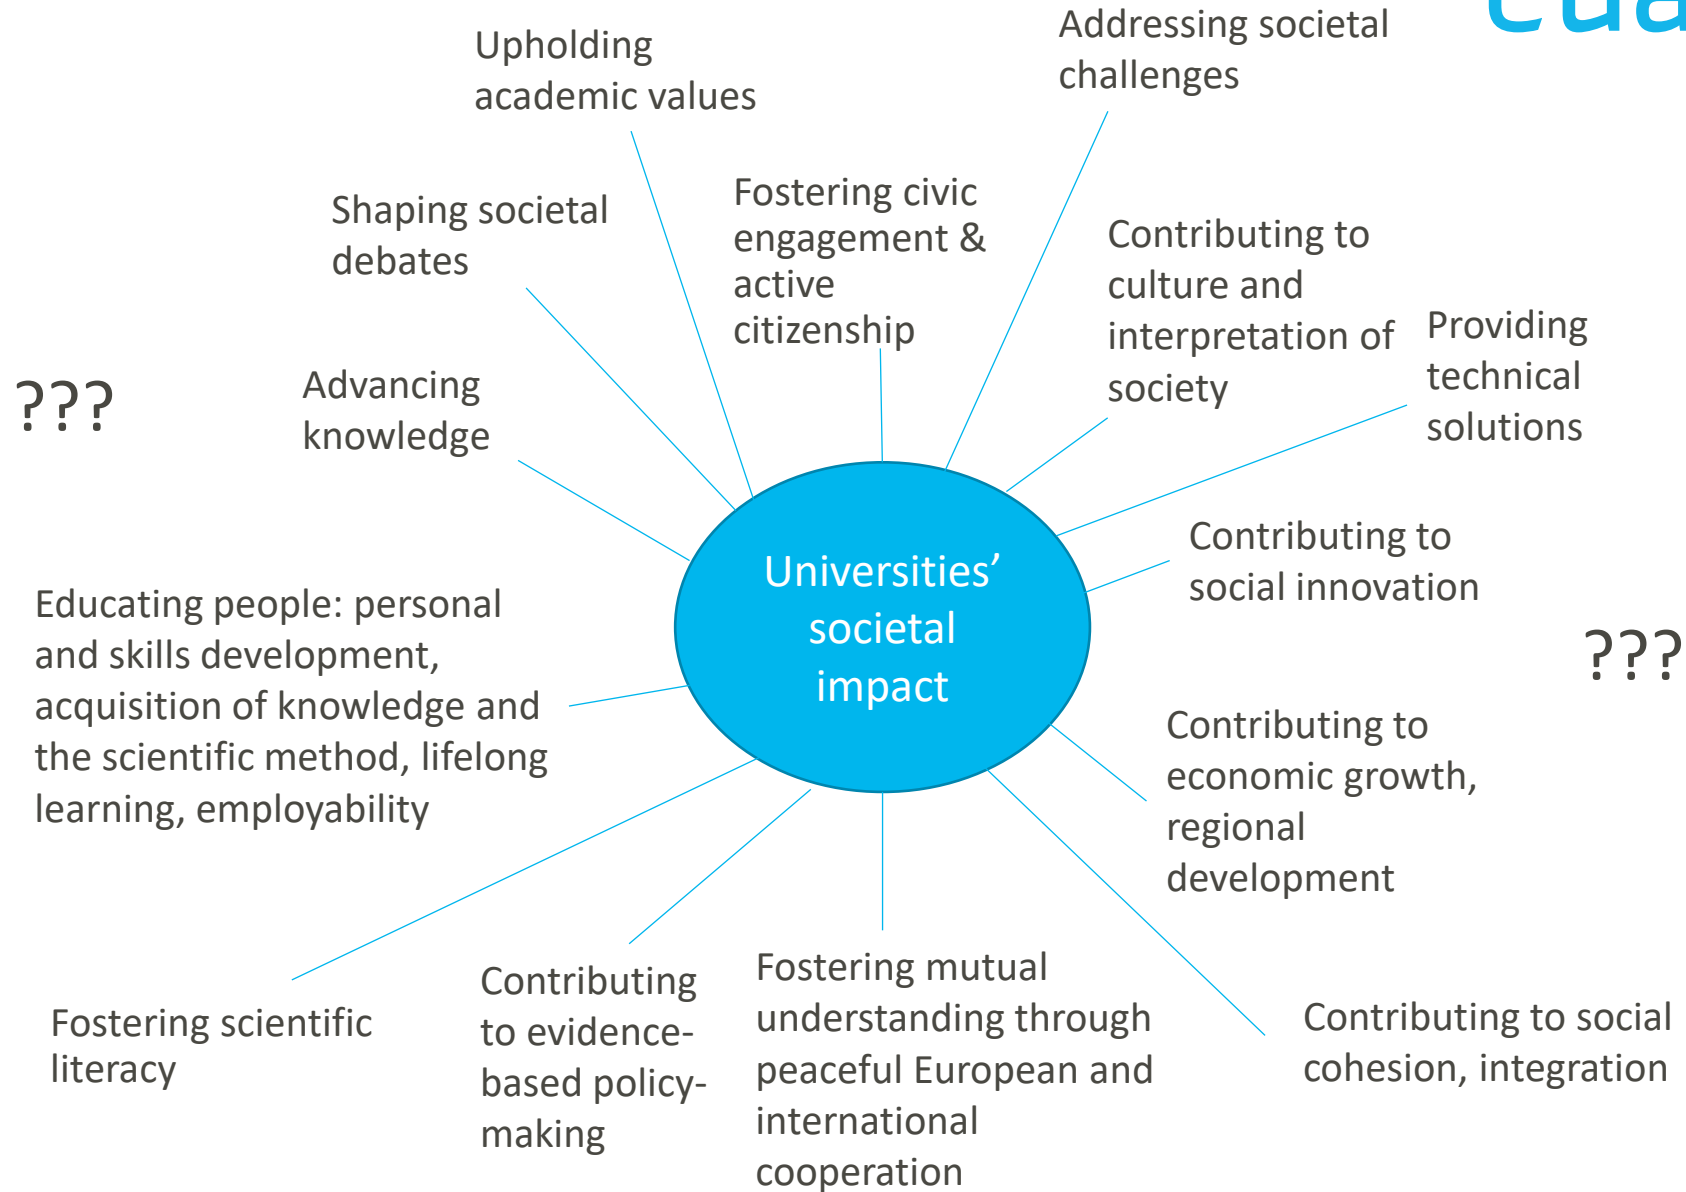 Upholding
academic values
Addressing societal
challenges
Shaping societal
debates
Fostering civic
engagement &
active
citizenship
Contributing to
culture and
interpretation of
society
Providing
technical
solutions
???
Advancing
knowledge
Universities’
societal
impact
Contributing to
social innovation
???
Educating people: personal
and skills development,
acquisition of knowledge and
the scientific method, lifelong
learning, employability
Contributing to
economic growth,
regional
development
Fostering scientific
literacy
Contributing
to evidence-
based policy-
making
Fostering mutual
understanding through
peaceful European and
international
cooperation
Contributing to social
cohesion, integration